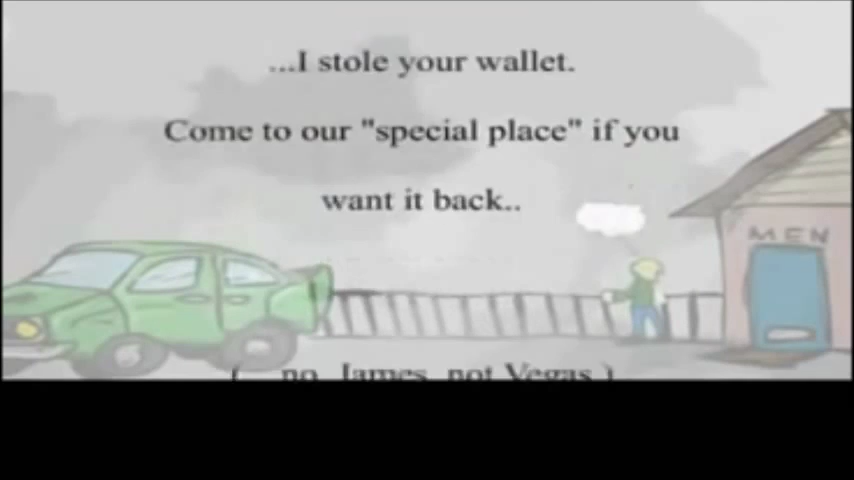 ...I stole your wallet.
Come to our "special place" if you
want it back..
MEN
(... no, James, not Vegas.)